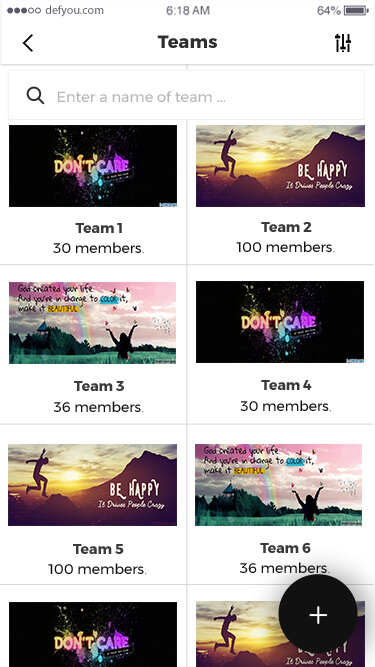 defyou.com 6:18 AM 64%
Teams
Enter a name of team ...
DON'T CARE
BE HAPPY
It Drives People Crazy
Team 1
30 members.
Team 2
100 members.
God created your life.
And you're in charge to COLOR it,
make it BEAUTIFUL
DON'T CARE
Team 3
36 members.
Team 4
30 members.
BE HAPPY
It Drives People Crazy
God created your life.
And you're in charge to COLOR it,
make it BEAUTIFUL
Team 5
100 members.
Team 6
36 members.
DON'T CARE
BE HAPPY